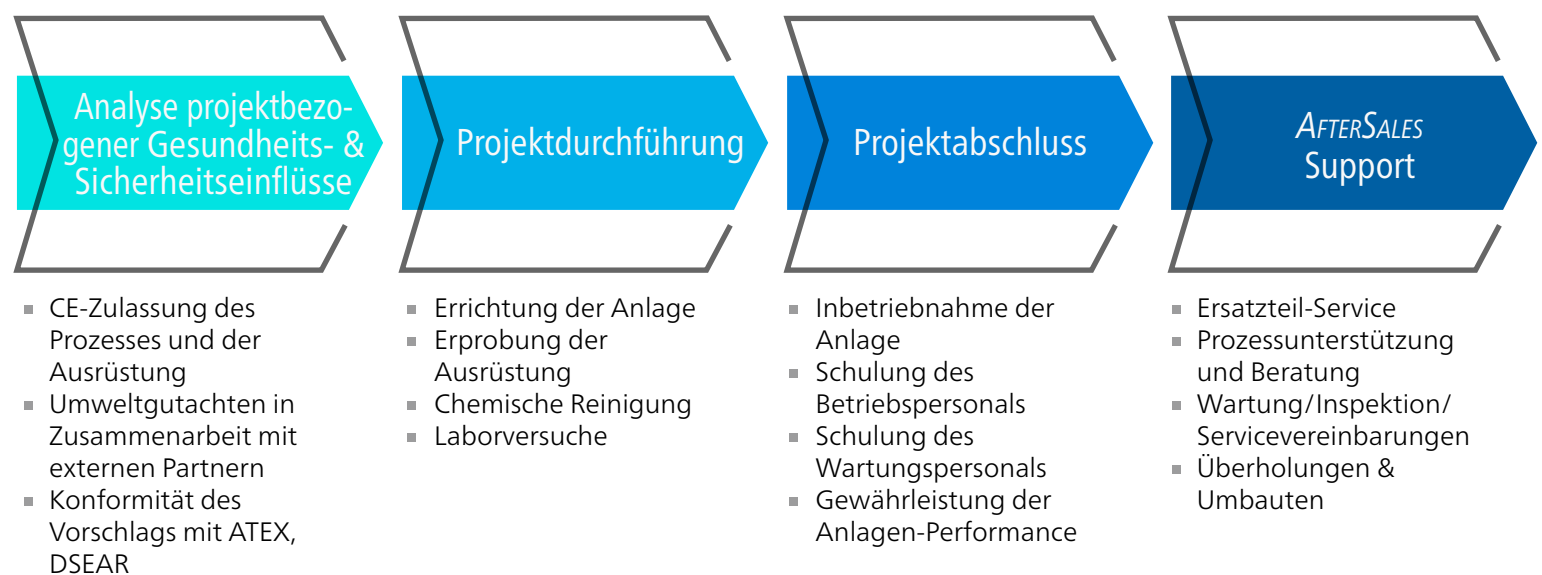 Analyse projektbezo-
gener Gesundheits- &
Sicherheitseinflüsse
CE-Zulassung des
Prozesses und der
Ausrüstung
Umweltgutachten in
Zusammenarbeit mit
externen Partnern
Konformität des
Vorschlags mit ATEX,
DSEAR
Projektdurchführung
Errichtung der Anlage
Erprobung der
Ausrüstung
Chemische Reinigung
Laborversuche
Projektabschluss
Inbetriebnahme der
Anlage
Schulung des
Betriebspersonals
Schulung des
Wartungspersonals
Gewährleistung der
Anlagen-Performance
AFTERSALES
Support
Ersatzteil-Service
Prozessunterstützung
und Beratung
Wartung/Inspektion/
Servicevereinbarungen
Überholungen &
Umbauten